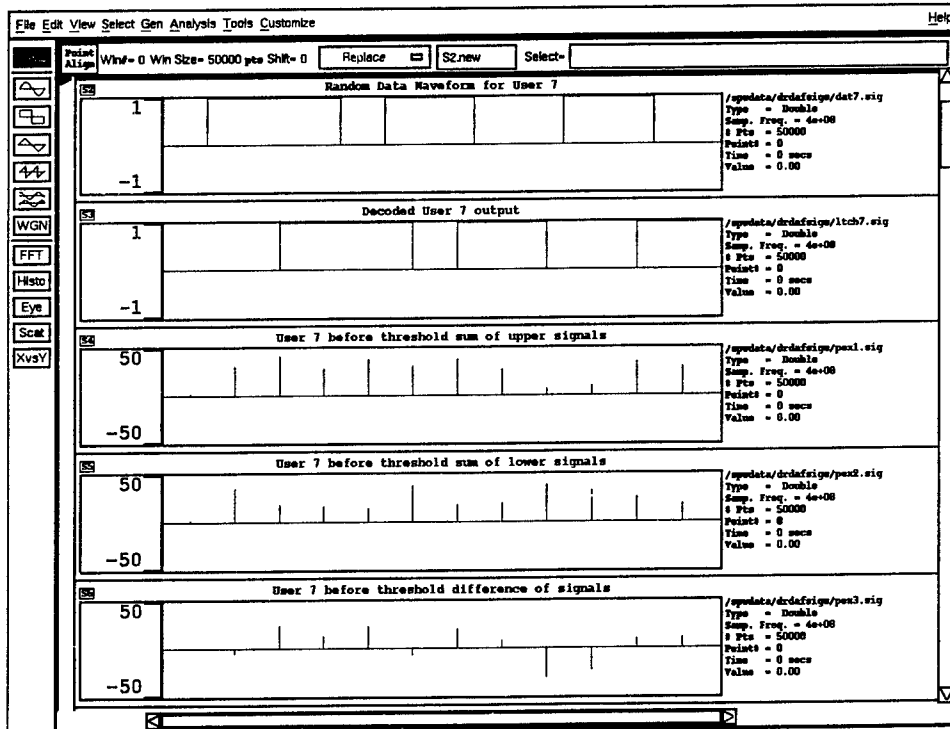 File Edit View Select Gen Analysis Tools Customize Help
Point Align Win#= 0 Win Size= 50000 pts Shift= 0 Replace S2.new Select=
S2 Random Data Waveform for User 7
1
-1
/spwdata/drdafsigs/dat7.sig
Type = Double
Samp. Freq. = 4e+08
# Pts = 50000
Point# = 0
Time = 0 secs
Value = 0.00
S3 Decoded User 7 output
1
-1
/spwdata/drdafsigs/ltch7.sig
Type = Double
Samp. Freq. = 4e+08
# Pts = 50000
Point# = 0
Time = 0 secs
Value = 0.00
S4 User 7 before threshold sum of upper signals
50
-50
/spwdata/drdafsigs/pex1.sig
Type = Double
Samp. Freq. = 4e+08
# Pts = 50000
Point# = 0
Time = 0 secs
Value = 0.00
S5 User 7 before threshold sum of lower signals
50
-50
/spwdata/drdafsigs/pex2.sig
Type = Double
Samp. Freq. = 4e+08
# Pts = 50000
Point# = 0
Time = 0 secs
Value = 0.00
S6 User 7 before threshold difference of signals
50
-50
/spwdata/drdafsigs/pex3.sig
Type = Double
Samp. Freq. = 4e+08
# Pts = 50000
Point# = 0
Time = 0 secs
Value = 0.00
WGN
FFT
Histo
Eye
Scat
XvsY